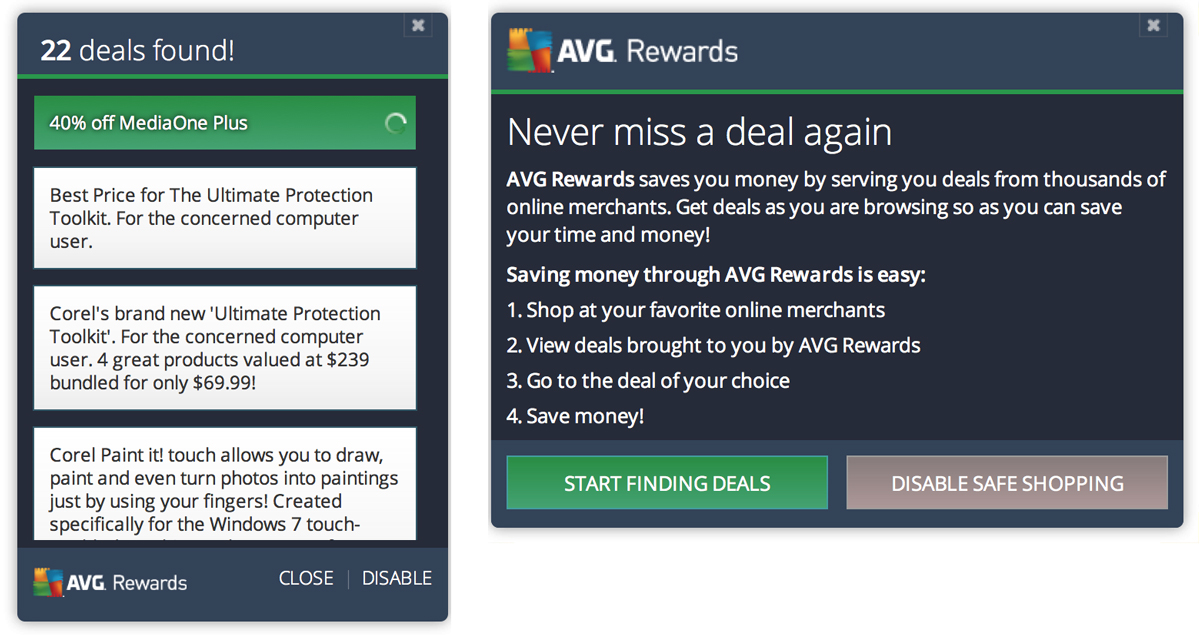 22 deals found!
40% off MediaOne Plus
Best Price for The Ultimate Protection
Toolkit. For the concerned computer
user.
Corel's brand new 'Ultimate Protection
Toolkit'. For the concerned computer
user. 4 great products valued at $239
bundled for only $69.99!
Corel Paint it! touch allows you to draw,
paint and even turn photos into paintings
just by using your fingers! Created
specifically for the Windows 7 touch-
AVG. Rewards
CLOSE | DISABLE
AVG. Rewards
Never miss a deal again
AVG Rewards saves you money by serving you deals from thousands of
online merchants. Get deals as you are browsing so as you can save
your time and money!
Saving money through AVG Rewards is easy:
1. Shop at your favorite online merchants
2. View deals brought to you by AVG Rewards
3. Go to the deal of your choice
4. Save money!
START FINDING DEALS
DISABLE SAFE SHOPPING